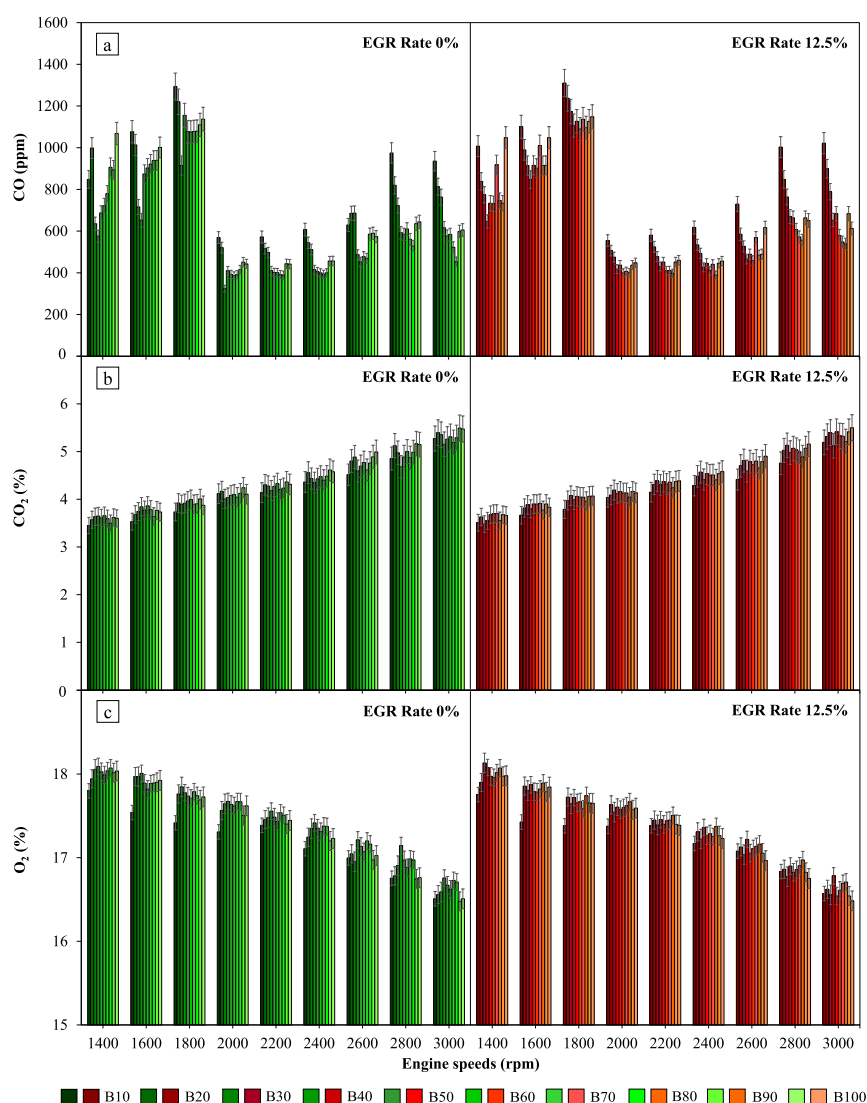 a
EGR Rate 0%
EGR Rate 12.5%
CO (ppm)
1600
1400
1200
1000
800
600
400
200
0
b
EGR Rate 0%
EGR Rate 12.5%
CO2 (%)
6
5
4
3
2
1
0
c
EGR Rate 0%
EGR Rate 12.5%
O2 (%)
18
17
16
15
1400 1600 1800 2000 2200 2400 2600 2800 3000 1400 1600 1800 2000 2200 2400 2600 2800 3000
Engine speeds (rpm)
B10 B20 B30 B40 B50 B60 B70 B80 B90 B100